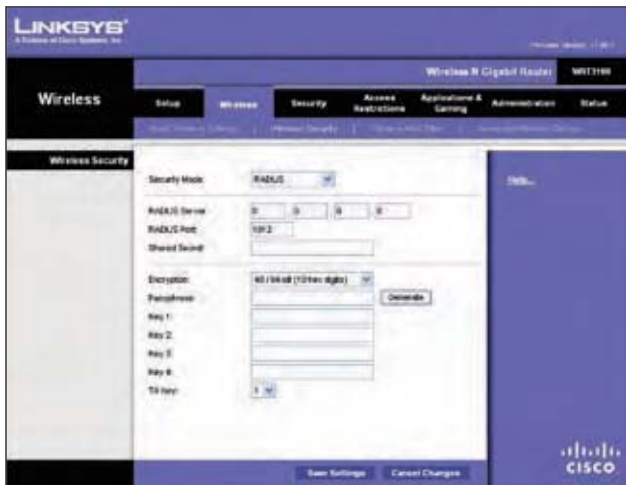 LINKSYS®
A Division of Cisco Systems, Inc.
Wireless N Gigabit Router
WRT310N
Wireless
Setup
Wireless
Security
Access Restrictions
Applications & Gaming
Administration
Status
Wireless Security
Wireless Security
Security Mode:
RADIUS
Help...
RADIUS Server:
0 . 0 . 0 . 0
RADIUS Port:
1812
Shared Secret:
Encryption:
40 / 64-bit (10 hex digits)
Passphrase:
Generate
Key 1:
Key 2:
Key 3:
Key 4:
TX Key:
1
Save Settings
Cancel Changes
CISCO